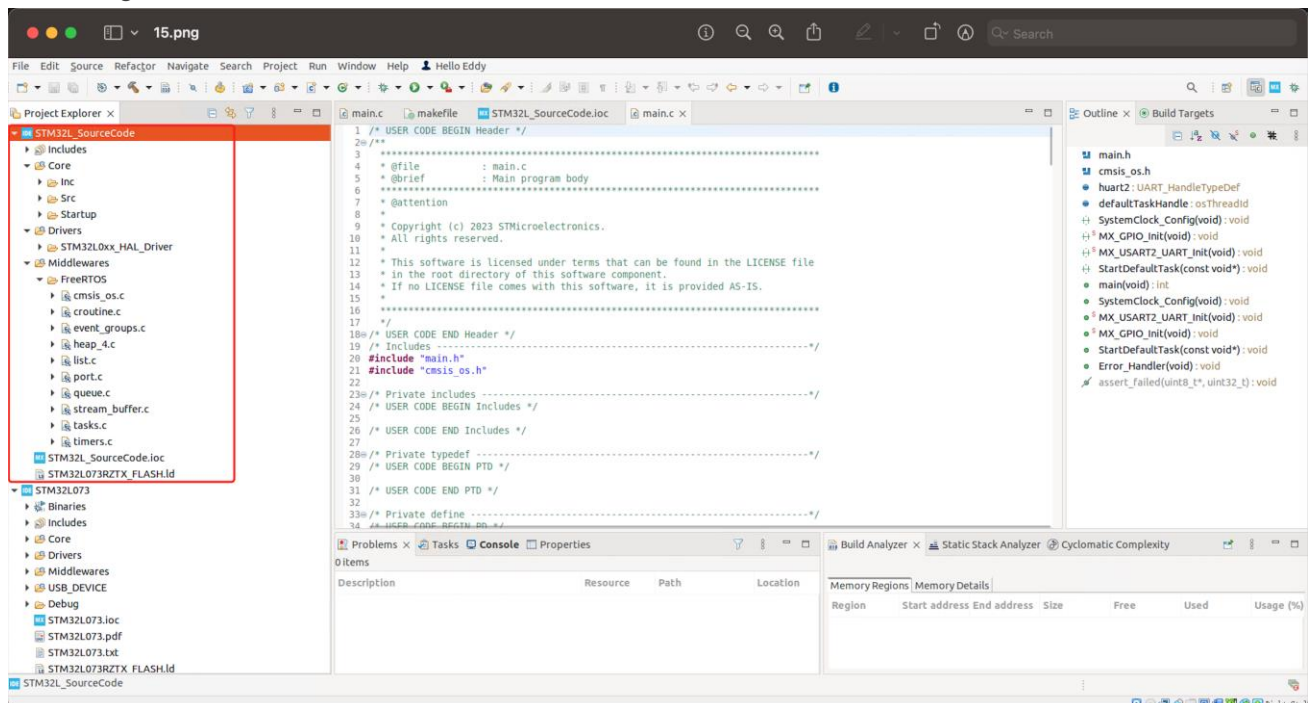 15.png
Search
File Edit Source Refactor Navigate Search Project Run Window Help Hello Eddy
Project Explorer
STM32L_SourceCode
Includes
Core
Inc
Src
Startup
Drivers
STM32L0xx_HAL_Driver
Middlewares
FreeRTOS
cmsis_os.c
croutine.c
event_groups.c
heap_4.c
list.c
port.c
queue.c
stream_buffer.c
tasks.c
timers.c
STM32L_SourceCode.ioc
STM32L073RZTX_FLASH.ld
STM32L073
Binaries
Includes
Core
Drivers
Middlewares
USB_DEVICE
Debug
STM32L073.ioc
STM32L073.pdf
STM32L073.txt
STM32L073RZTX_FLASH.ld
STM32L_SourceCode
main.c makefile STM32L_SourceCode.ioc main.c
1 /* USER CODE BEGIN Header */
2 /**
3 ******************************************************************************
4 * @file : main.c
5 * @brief : Main program body
6 ******************************************************************************
7 * @attention
8 *
9 * Copyright (c) 2023 STMicroelectronics.
10 * All rights reserved.
11 *
12 * This software is licensed under terms that can be found in the LICENSE file
13 * in the root directory of this software component.
14 * If no LICENSE file comes with this software, it is provided AS-IS.
15 *
16 ******************************************************************************
17 */
18 /* USER CODE END Header */
19 /* Includes ------------------------------------------------------------------*/
20 #include "main.h"
21 #include "cmsis_os.h"
22
23 /* Private includes ----------------------------------------------------------*/
24 /* USER CODE BEGIN Includes */
25
26 /* USER CODE END Includes */
27
28 /* Private typedef -----------------------------------------------------------*/
29 /* USER CODE BEGIN PTD */
30
31 /* USER CODE END PTD */
32
33 /* Private define ------------------------------------------------------------*/
34 /* USER CODE BEGIN PD */
Outline Build Targets
main.h
cmsis_os.h
huart2 : UART_HandleTypeDef
defaultTaskHandle : osThreadId
SystemClock_Config(void) : void
MX_GPIO_Init(void) : void
MX_USART2_UART_Init(void) : void
StartDefaultTask(const void*) : void
main(void) : int
SystemClock_Config(void) : void
MX_USART2_UART_Init(void) : void
MX_GPIO_Init(void) : void
StartDefaultTask(const void*) : void
Error_Handler(void) : void
assert_failed(uint8_t*, uint32_t) : void
Problems Tasks Console Properties
0 items
Description Resource Path Location
Build Analyzer Static Stack Analyzer Cyclomatic Complexity
Memory Regions Memory Details
Region Start address End address Size Free Used Usage (%)